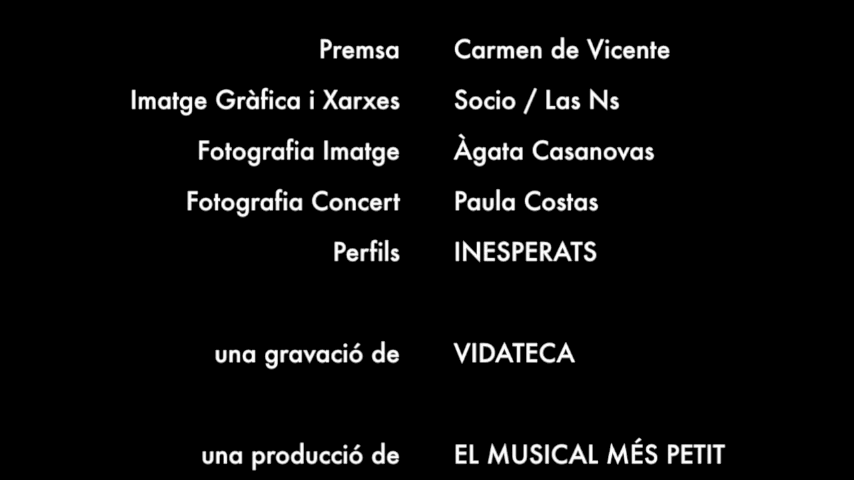 Premsa Carmen de Vicente
Imatge Gràfica i Xarxes Socio / Las Ns
Fotografia Imatge Àgata Casanovas
Fotografia Concert Paula Costas
Perfils INESPERATS
una gravació de VIDATECA
una producció de EL MUSICAL MÉS PETIT